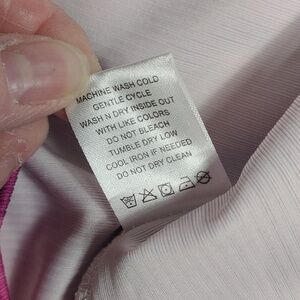 MACHINE WASH COLD
GENTLE CYCLE
WASH N DRY INSIDE OUT
WITH LIKE COLORS
DO NOT BLEACH
TUMBLE DRY LOW
COOL IRON IF NEEDED
DO NOT DRY CLEAN